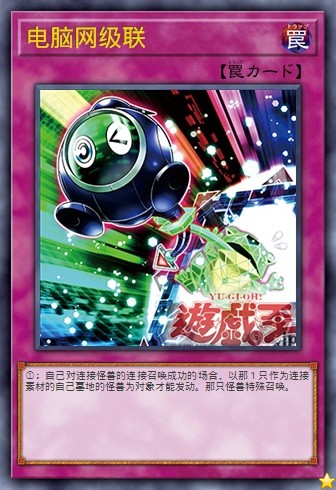 电脑网级联
トラップ
罠
【罠カード】
YU-GI-OH!
遊戯王
①：自己对连接怪兽的连接召唤成功的场合，以那１只作为连接
素材的自己墓地的怪兽为对象才能发动。那只怪兽特殊召唤。